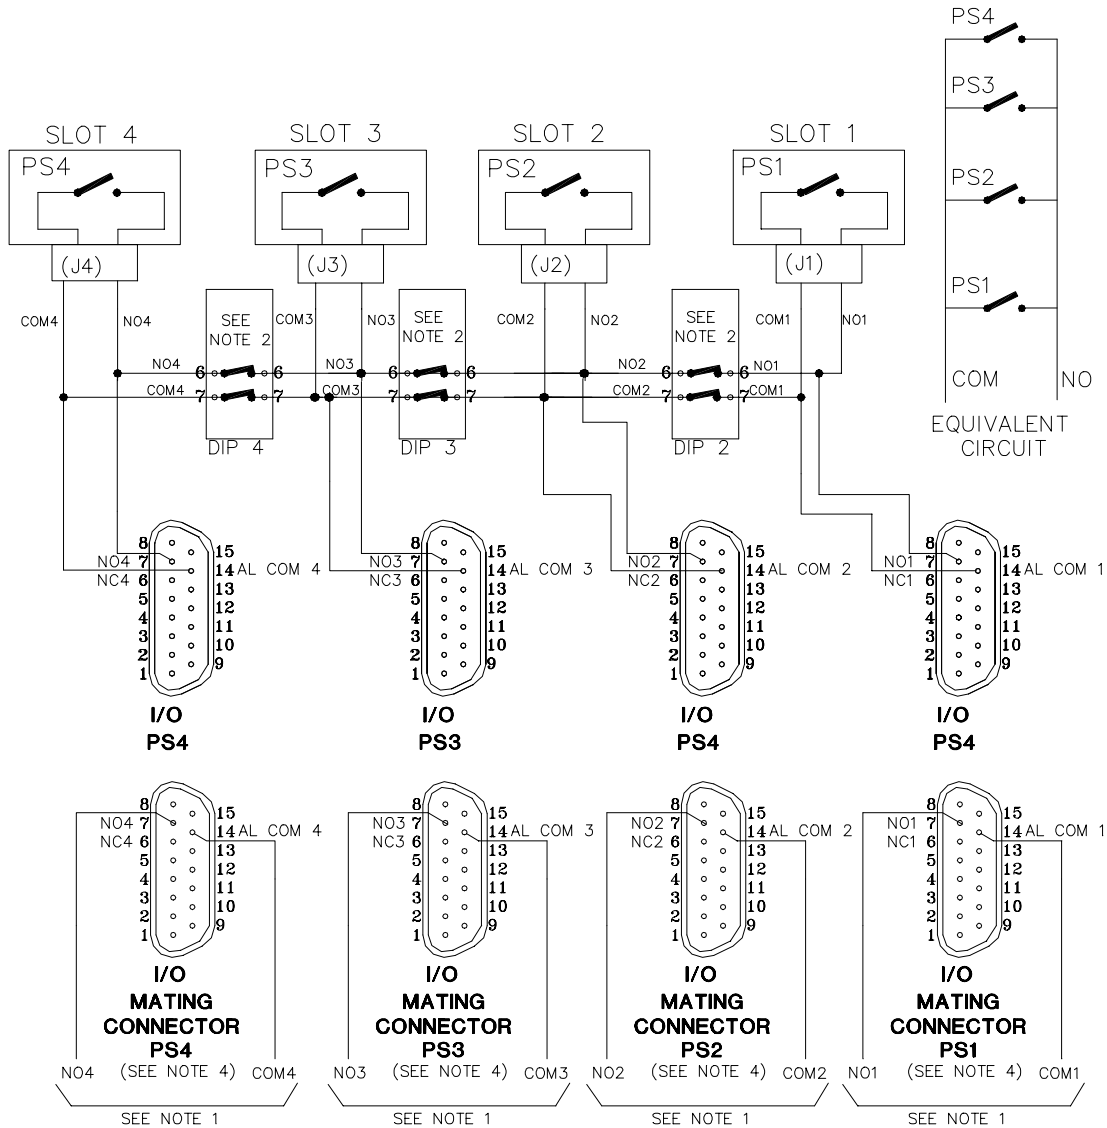 PS4
PS3
PS2
PS1
COM NO
EQUIVALENT
CIRCUIT
SLOT 4 SLOT 3 SLOT 2 SLOT 1
PS4 PS3 PS2 PS1
(J4) (J3) (J2) (J1)
COM4 NO4 SEE NOTE 2 COM3 NO3 SEE NOTE 2 COM2 NO2 SEE NOTE 2 COM1 NO1
NO4 6 6 NO3 6 6 NO2 6 6 NO1
COM4 7 7 COM3 7 7 COM2 7 7 COM1
DIP 4 DIP 3 DIP 2
8 15 8 15 8 15 8 15
NO4 7 14 AL COM 4 NO3 7 14 AL COM 3 NO2 7 14 AL COM 2 NO1 7 14 AL COM 1
NC4 6 13 NC3 6 13 NC2 6 13 NC1 6 13
5 12 5 12 5 12 5 12
4 11 4 11 4 11 4 11
3 10 3 10 3 10 3 10
2 9 2 9 2 9 2 9
1 1 1 1
I/O I/O I/O I/O
PS4 PS3 PS4 PS4
8 15 8 15 8 15 8 15
NO4 7 14 AL COM 4 NO3 7 14 AL COM 3 NO2 7 14 AL COM 2 NO1 7 14 AL COM 1
NC4 6 13 NC3 6 13 NC2 6 13 NC1 6 13
5 12 5 12 5 12 5 12
4 11 4 11 4 11 4 11
3 10 3 10 3 10 3 10
2 9 2 9 2 9 2 9
1 1 1 1
I/O I/O I/O I/O
MATING MATING MATING MATING
CONNECTOR CONNECTOR CONNECTOR CONNECTOR
PS4 PS3 PS2 PS1
NO4 (SEE NOTE 4) COM4 NO3 (SEE NOTE 4) COM3 NO2 (SEE NOTE 4) COM2 NO1 (SEE NOTE 4) COM1
SEE NOTE 1 SEE NOTE 1 SEE NOTE 1 SEE NOTE 1